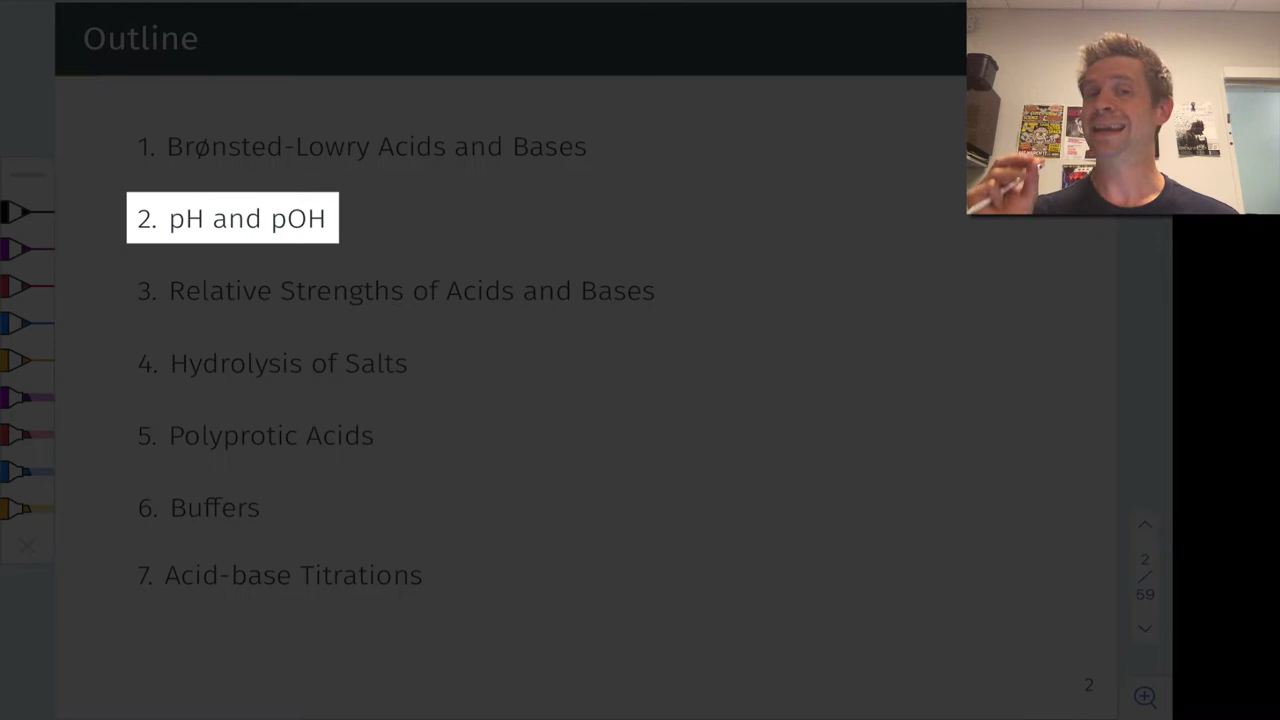 Outline
1. Brønsted-Lowry Acids and Bases
2. pH and pOH
3. Relative Strengths of Acids and Bases
4. Hydrolysis of Salts
5. Polyprotic Acids
6. Buffers
7. Acid-base Titrations
2
/
59
2